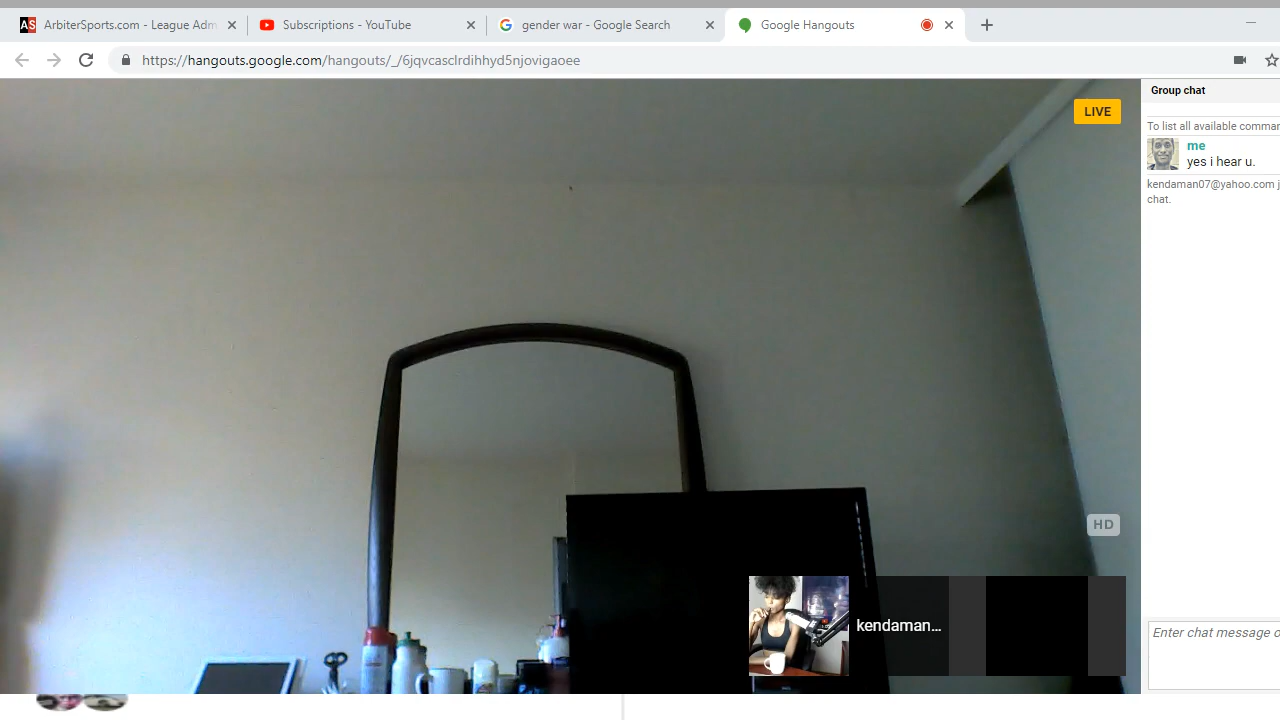 AS ArbiterSports.com - League Adm
Subscriptions - YouTube
gender war - Google Search
Google Hangouts
https://hangouts.google.com/hangouts/_/6jqvcasclrdihhyd5njovigaoee
Group chat
LIVE
To list all available comman
me
yes i hear u.
kendaman07@yahoo.com j
chat.
HD
kendaman...
Enter chat message o